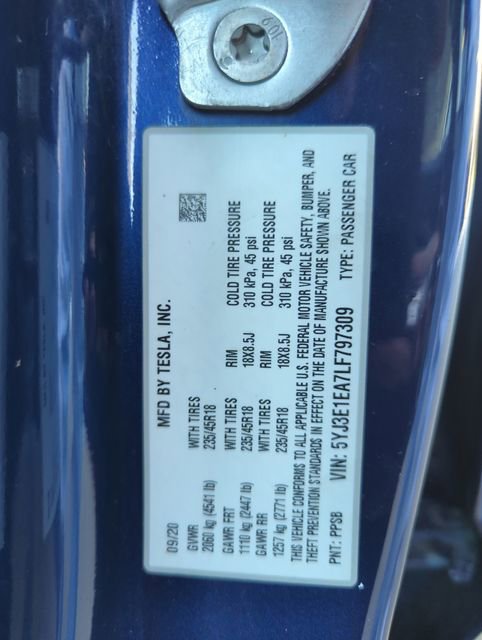 MFD BY TESLA, INC.
09/20
GVWR WITH TIRES RIM COLD TIRE PRESSURE
2060 kg (4541 lb) 235/45R18 18X8.5J 310 kPa, 45 psi
GAWR FRT WITH TIRES RIM COLD TIRE PRESSURE
1110 kg (2447 lb) 235/45R18 18X8.5J 310 kPa, 45 psi
GAWR RR WITH TIRES
1257 kg (2771 lb) 235/45R18
THIS VEHICLE CONFORMS TO ALL APPLICABLE U.S. FEDERAL MOTOR VEHICLE SAFETY, BUMPER, AND
THEFT PREVENTION STANDARDS IN EFFECT ON THE DATE OF MANUFACTURE SHOWN ABOVE.
PNT: PPSB VIN: 5YJ3E1EA7LF797309 TYPE: PASSENGER CAR